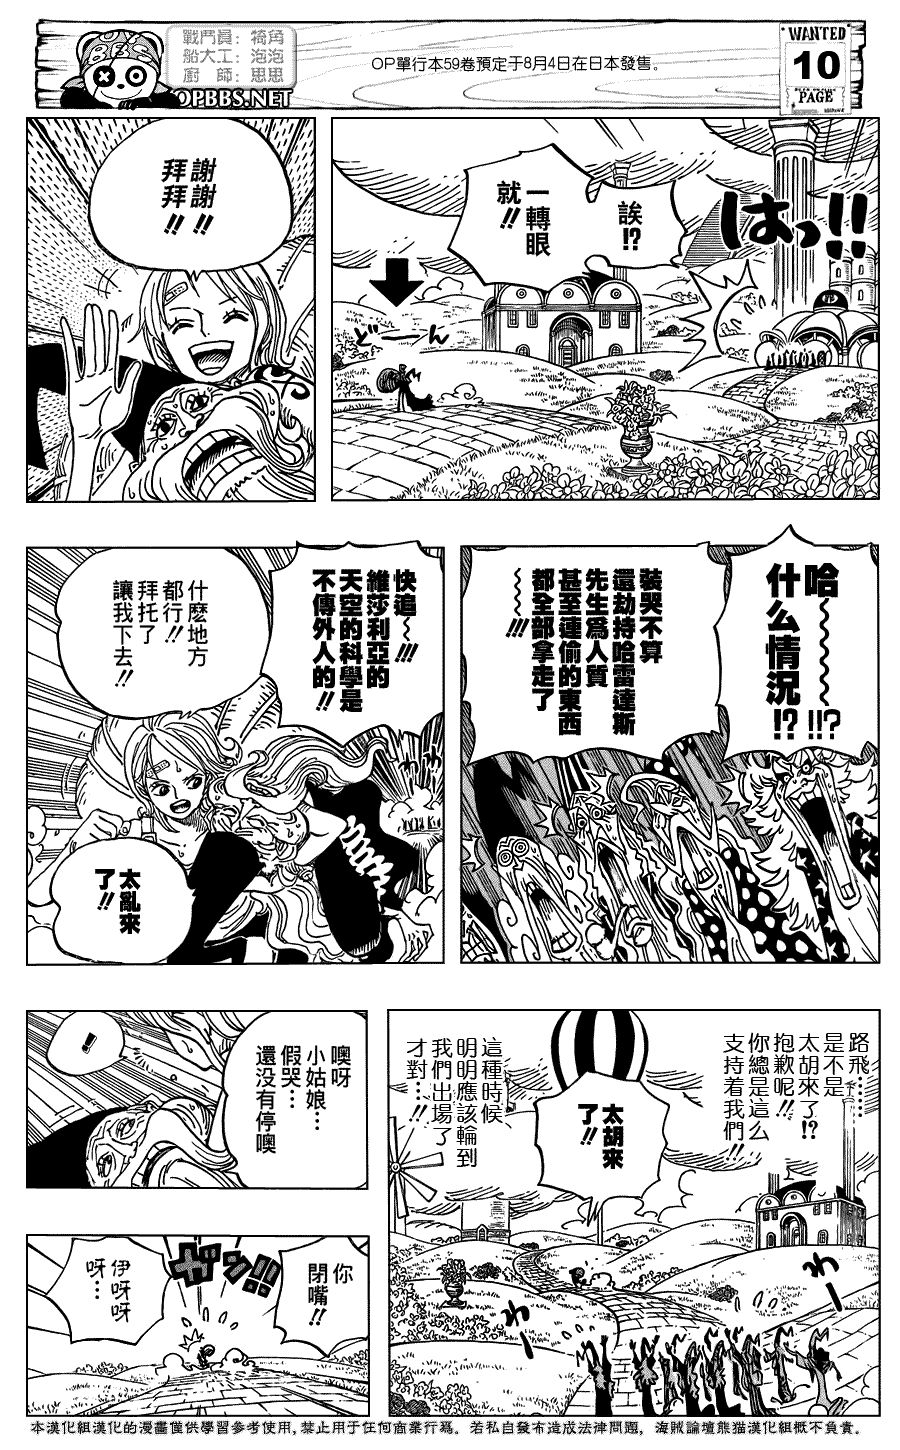 戰鬥員：犄角
船大工：泡泡
廚　師：思思
OPBBS.NET
OP單行本59卷預定于8月4日在日本發售。
WANTED
10
PAGE
はっ!!
誒!?
一轉眼
就!!
どーーん
謝謝!!
拜拜!!
哈~~~~!!?
什么情況!?
裝哭不算
還劫持哈雷達斯
先生爲人質
甚至連偷的東西
都全部拿走了
~~~!!!
快追~!!!
維莎利亞的
天空的科學是
不傳外人的!!
什麽地方
都行!!
拜托了
讓我下去!!
太亂來
了!!
路飛……
是不是
太胡來了!?
抱歉呢!!
你總是這么
支持着我們!!
太胡來
了!!
這種時候
明明應該輪到
我們出場了
才對…!!
わー
わー
噢呀
小姑娘…
假哭…
還没有停噢
!!
你
閉嘴!!
ガン!!
伊呀呀
呀…
本漢化組漢化的漫畫僅供學習參考使用，禁止用于任何商業行爲。若私自發布造成法律問題，海賊論壇熊猫漢化組概不負責。